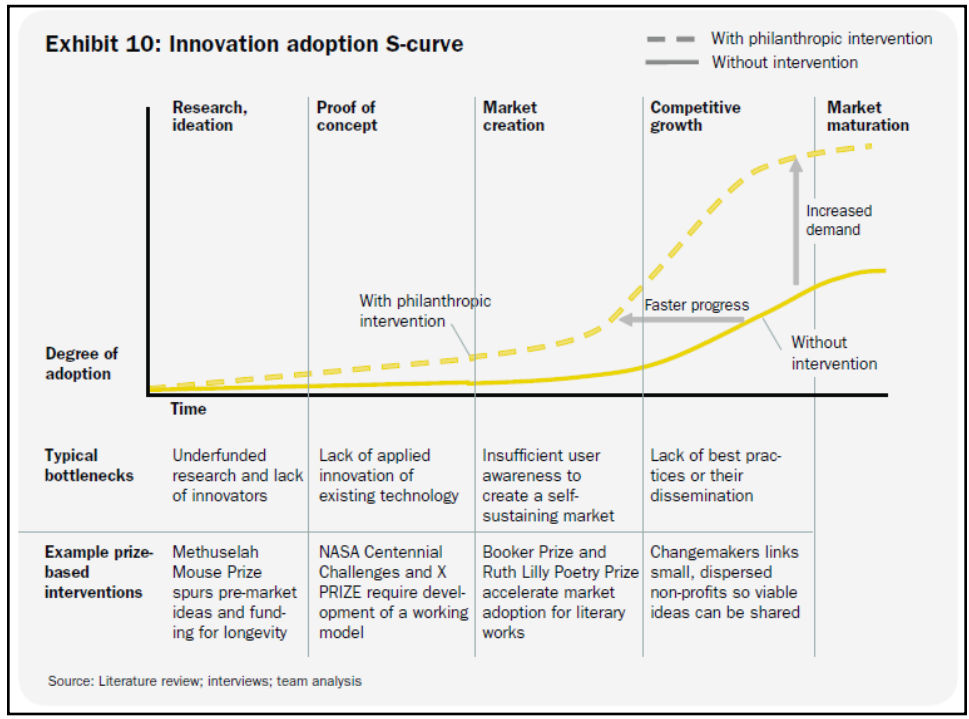 Exhibit 10: Innovation adoption S-curve
With philanthropic intervention
Without intervention
Research,
ideation
Proof of
concept
Market
creation
Competitive
growth
Market
maturation
Increased
demand
With philanthropic
intervention
Faster progress
Without
intervention
Degree of
adoption
Time
Typical
bottlenecks
Underfunded
research and lack
of innovators
Lack of applied
innovation of
existing technology
Insufficient user
awareness to
create a self-
sustaining market
Lack of best prac-
tices or their
dissemination
Example prize-
based
interventions
Methuselah
Mouse Prize
spurs pre-market
ideas and fund-
ing for longevity
NASA Centennial
Challenges and X
PRIZE require devel-
opment of a working
model
Booker Prize and
Ruth Lilly Poetry Prize
accelerate market
adoption for literary
works
Changemakers links
small, dispersed
non-profits so viable
ideas can be shared
Source: Literature review; interviews; team analysis